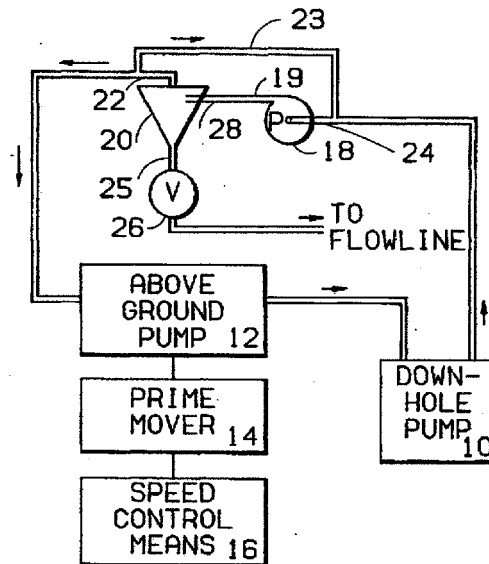 23
22
19
20
28
P
18
24
25
V
26
TO
FLOWLINE
ABOVE
GROUND
PUMP 12
DOWN-
HOLE
PUMP
10
PRIME
MOVER
14
SPEED
CONTROL
MEANS 16